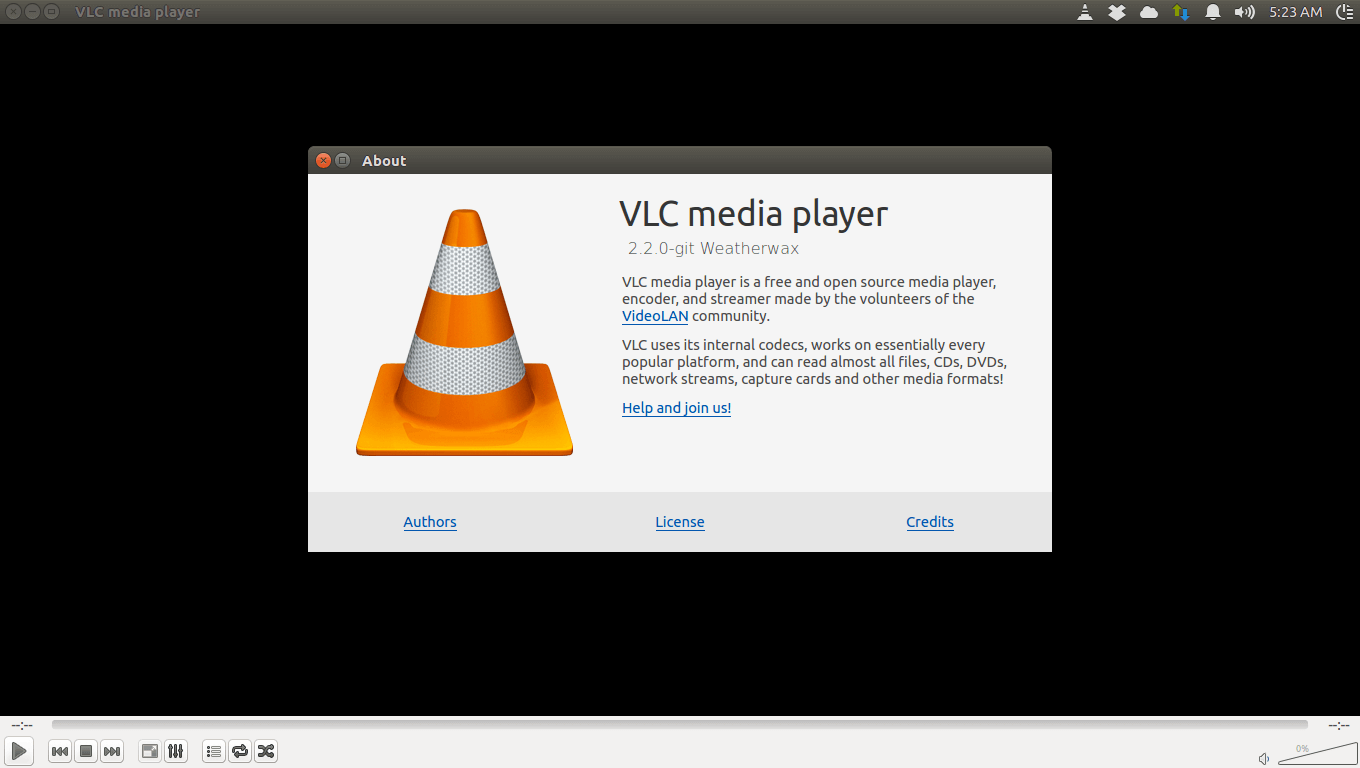 VLC media player
5:23 AM
About
VLC media player
2.2.0-git Weatherwax
VLC media player is a free and open source media player,
encoder, and streamer made by the volunteers of the
VideoLAN community.
VLC uses its internal codecs, works on essentially every
popular platform, and can read almost all files, CDs, DVDs,
network streams, capture cards and other media formats!
Help and join us!
Authors
License
Credits
--:--
--:--
0%